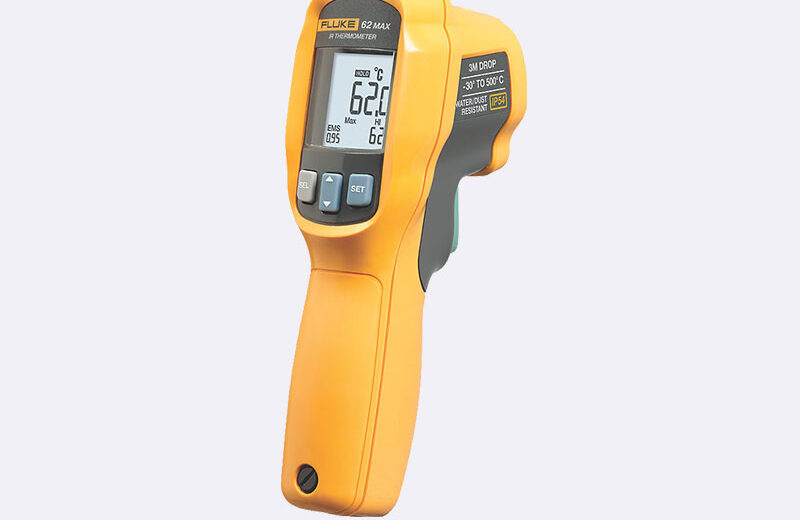 FLUKE 62 MAX
IR THERMOMETER
HOLD °C
62.0
Max HI
EMS 62
0.95
SEL
SET
3M DROP
-30° TO 500°C
WATER/DUST
RESISTANT IP54